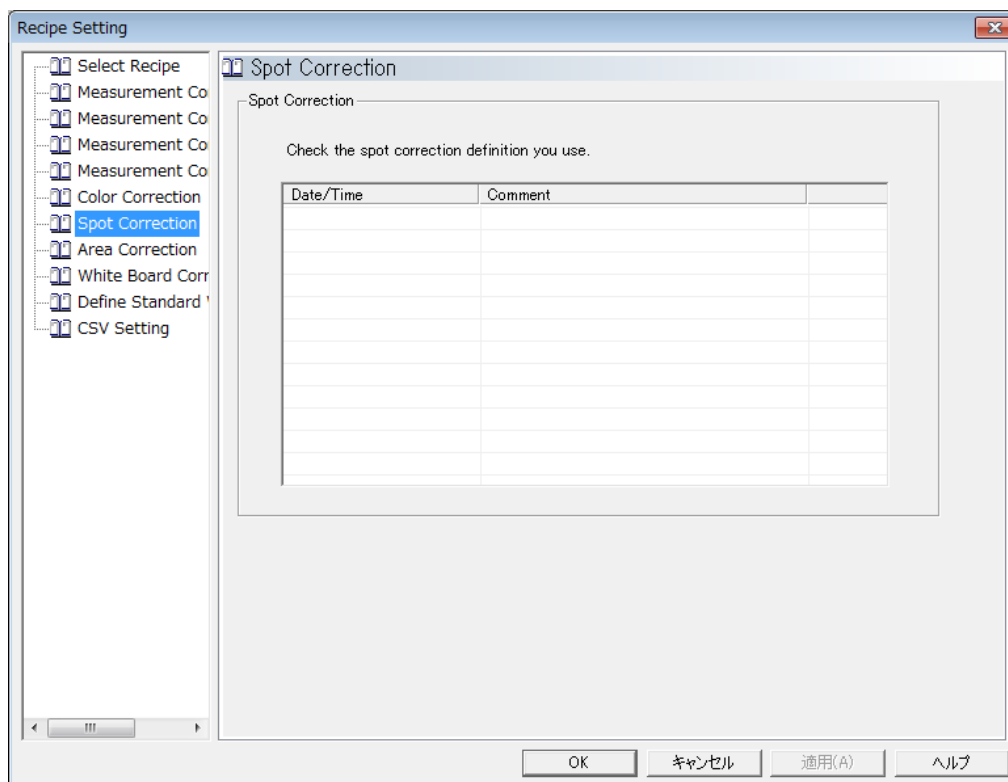 Recipe Setting
Select Recipe
Measurement Co
Measurement Co
Measurement Co
Measurement Co
Color Correction
Spot Correction
Area Correction
White Board Corr
Define Standard
CSV Setting
Spot Correction
Spot Correction
Check the spot correction definition you use.
Date/Time Comment
OK キャンセル 適用(A) ヘルプ